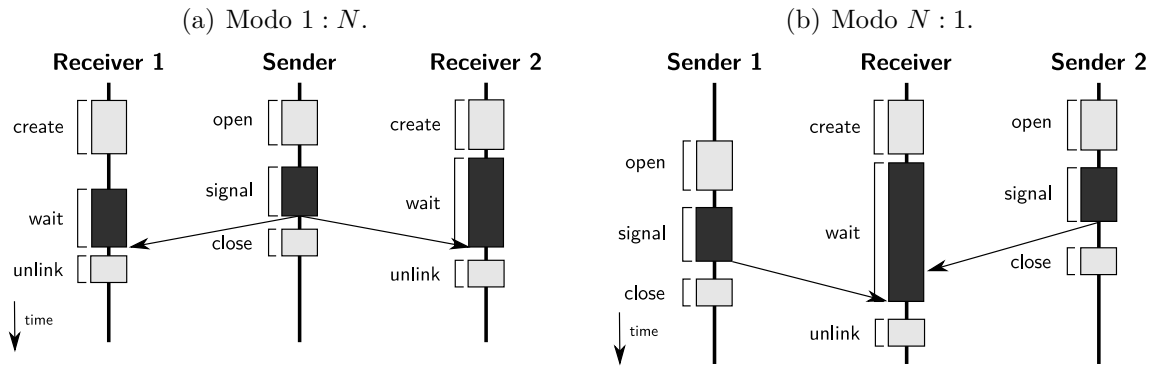 (a) Modo 1 : N.
Receiver 1
Sender
Receiver 2
create
open
create
signal
wait
wait
close
unlink
unlink
time
(b) Modo N : 1.
Sender 1
Receiver
Sender 2
create
open
open
signal
signal
wait
close
close
unlink
time